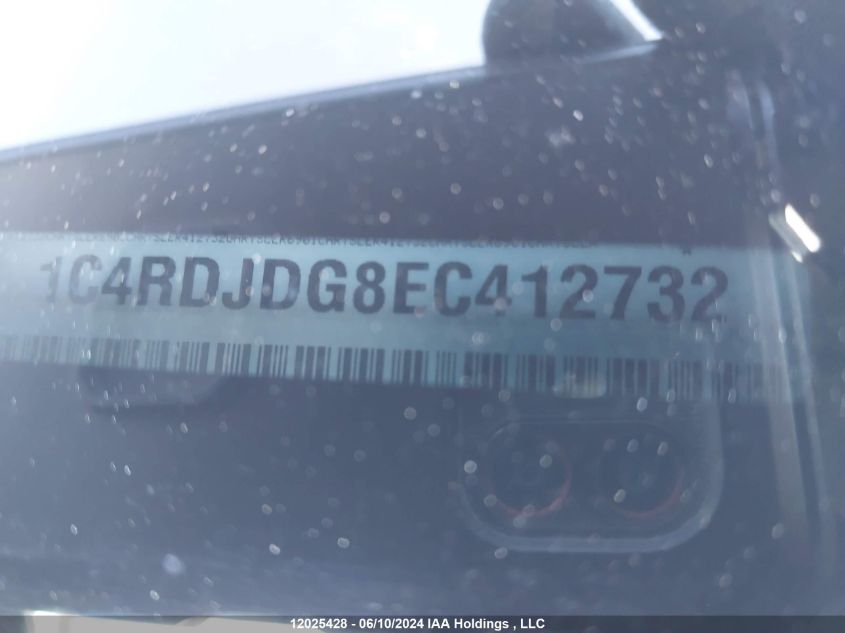 1C4RDJDG8EC412732
12025428 - 06/10/2024 IAA Holdings , LLC